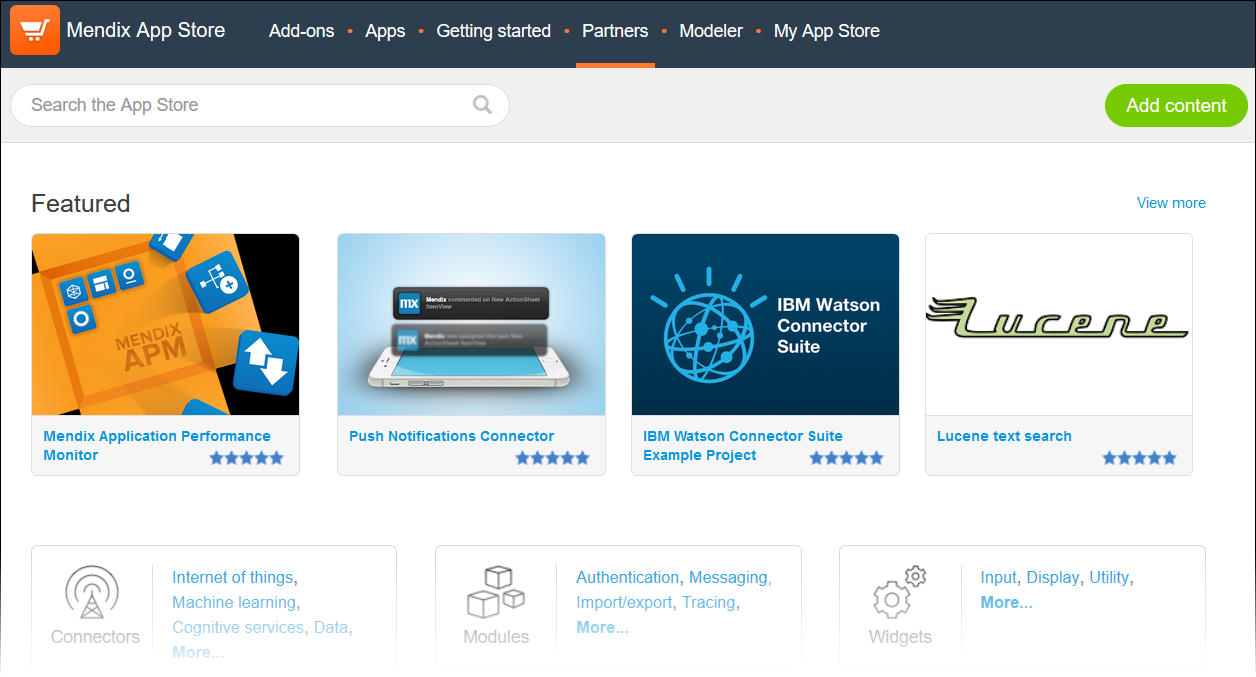 Mendix App Store
Add-ons • Apps • Getting started • Partners • Modeler • My App Store
Search the App Store
Add content
Featured
View more
MENDIX
APM
mx
Mendix commented on New ActionSheet
ItemView
mx
Mendix was assigned the task New
ActionSheet ItemView
IBM Watson
Connector
Suite
Lucene
Mendix Application Performance
Monitor
Push Notifications Connector
IBM Watson Connector Suite
Example Project
Lucene text search
Connectors
Internet of things,
Machine learning,
Cognitive services, Data,
More...
Modules
Authentication, Messaging,
Import/export, Tracing,
More...
Widgets
Input, Display, Utility,
More...